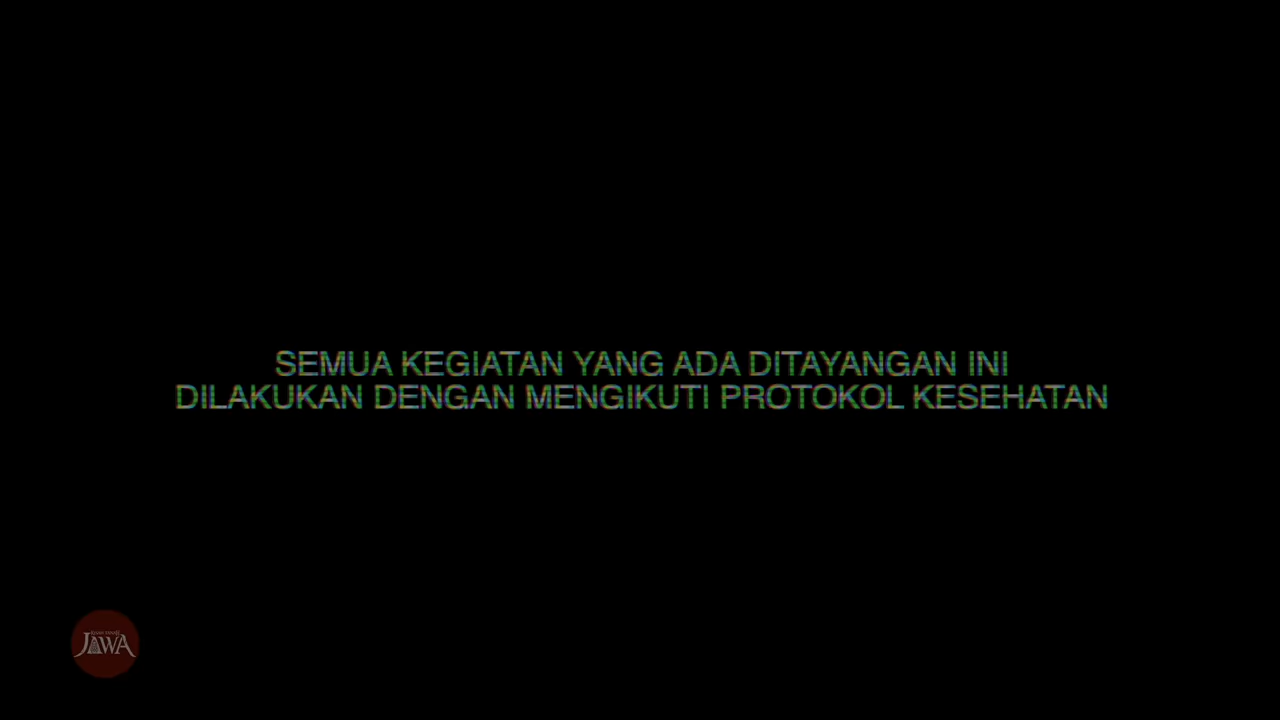 SEMUA KEGIATAN YANG ADA DITAYANGAN INI
DILAKUKAN DENGAN MENGIKUTI PROTOKOL KESEHATAN
JAWA